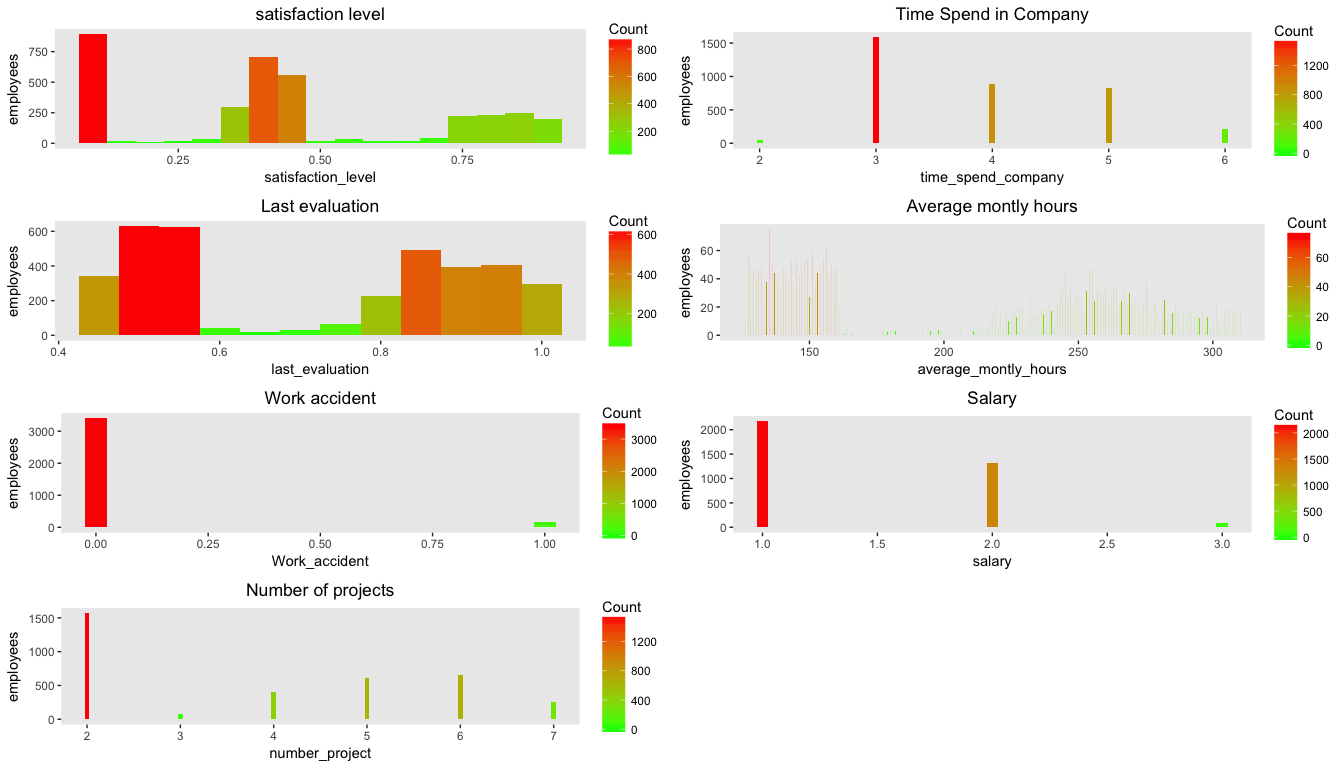 satisfaction level
Count
employees
750
500
250
0
800
600
400
200
0.25 0.50 0.75
satisfaction_level
Time Spend in Company
Count
employees
1500
1000
500
0
1200
800
400
0
2 3 4 5 6
time_spend_company
Last evaluation
Count
employees
600
400
200
0
600
400
200
0.4 0.6 0.8 1.0
last_evaluation
Average montly hours
Count
employees
60
40
20
0
60
40
20
0
150 200 250 300
average_montly_hours
Work accident
Count
employees
3000
2000
1000
0
3000
2000
1000
0
0.00 0.25 0.50 0.75 1.00
Work_accident
Salary
Count
employees
2000
1500
1000
500
0
2000
1500
1000
500
0
1.0 1.5 2.0 2.5 3.0
salary
Number of projects
Count
employees
1500
1000
500
0
1200
800
400
0
2 3 4 5 6 7
number_project